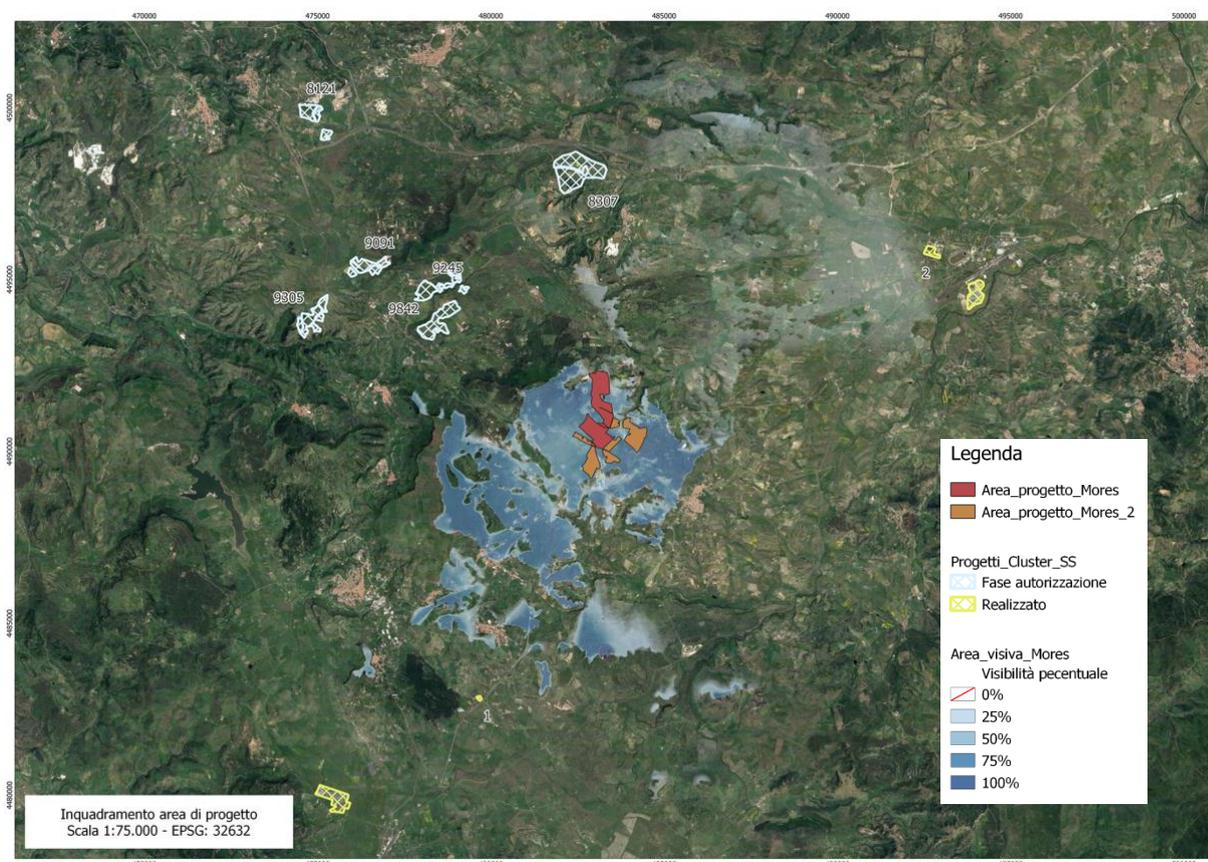 470000 475000 480000 485000 490000 495000 500000
4500000
4495000
4490000
4485000
4480000
8121
8307
9091
9245
9305
9842
2
1
Legenda
Area_progetto_Mores
Area_progetto_Mores_2
Progetti_Cluster_SS
Fase autorizzazione
Realizzato
Area_visiva_Mores
Visibilità pecentuale
0%
25%
50%
75%
100%
Inquadramento area di progetto
Scala 1:75.000 - EPSG: 32632